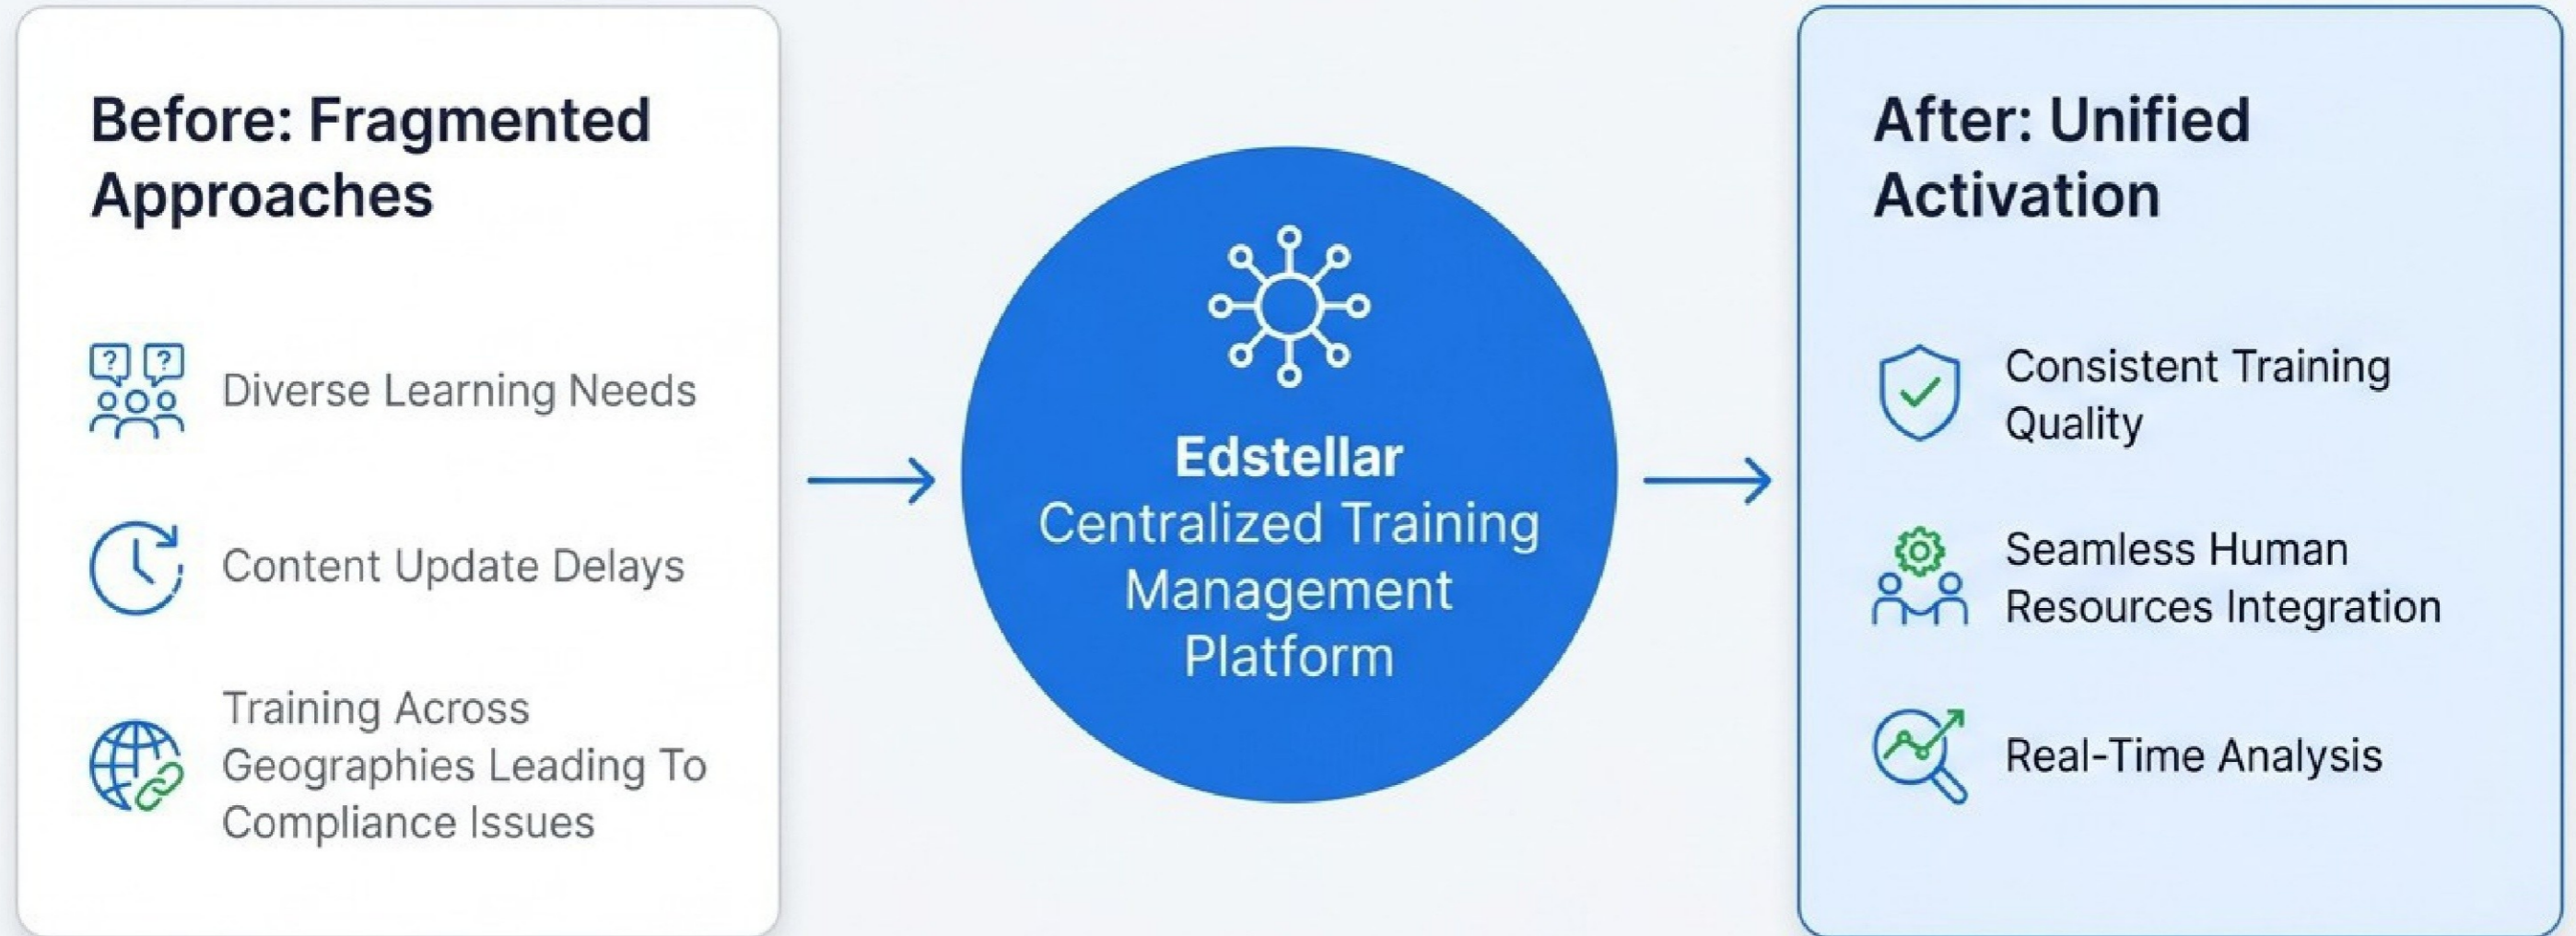 Before: Fragmented
Approaches
? ?
Diverse Learning Needs
Content Update Delays
Training Across
Geographies Leading To
Compliance Issues
Edstellar
Centralized Training
Management
Platform
After: Unified
Activation
Consistent Training
Quality
Seamless Human
Resources Integration
Real-Time Analysis